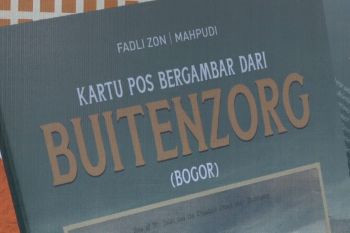 FADLI ZON | MAHPUDI
KARTU POS BERGAMBAR DARI
BUITENZORG
(BOGOR)